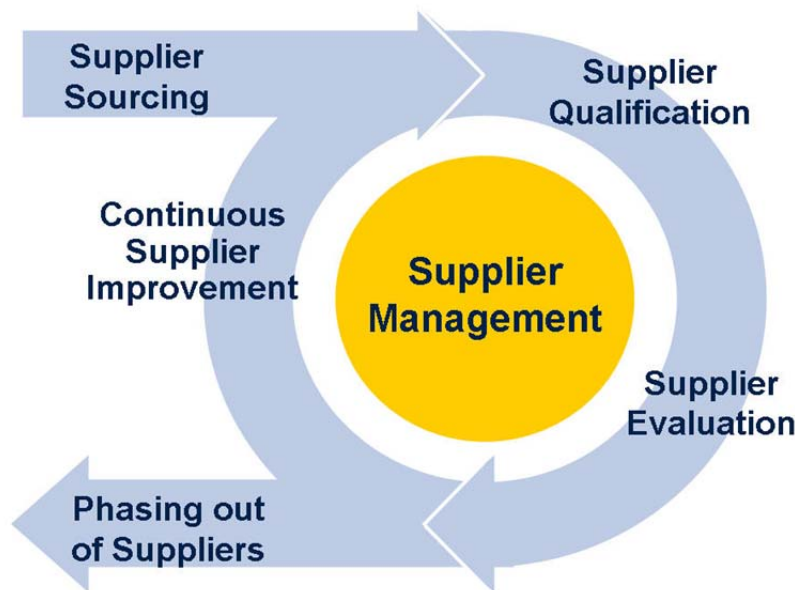 Supplier
Sourcing
Supplier
Qualification
Continuous
Supplier
Improvement
Supplier
Management
Supplier
Evaluation
Phasing out
of Suppliers